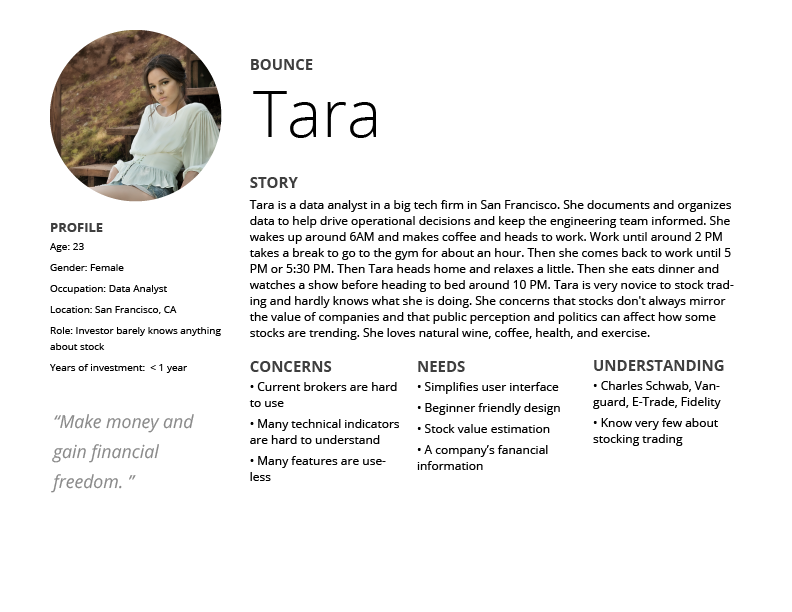 BOUNCE
Tara
STORY
Tara is a data analyst in a big tech firm in San Francisco. She documents and organizes
data to help drive operational decisions and keep the engineering team informed. She
wakes up around 6AM and makes coffee and heads to work. Work until around 2 PM
takes a break to go to the gym for about an hour. Then she comes back to work until 5
PM or 5:30 PM. Then Tara heads home and relaxes a little. Then she eats dinner and
watches a show before heading to bed around 10 PM. Tara is very novice to stock trad-
ing and hardly knows what she is doing. She concerns that stocks don't always mirror
the value of companies and that public perception and politics can affect how some
stocks are trending. She loves natural wine, coffee, health, and exercise.
PROFILE
Age: 23
Gender: Female
Occupation: Data Analyst
Location: San Francisco, CA
Role: Investor barely knows anything
about stock
Years of investment:  < 1 year
“Make money and
gain financial
freedom. ”
CONCERNS
• Current brokers are hard
to use
• Many technical indicators
are hard to understand
• Many features are use-
less
NEEDS
• Simplifies user interface
• Beginner friendly design
• Stock value estimation
• A company’s fanancial
information
UNDERSTANDING
• Charles Schwab, Van-
guard, E-Trade, Fidelity
• Know very few about
stocking trading